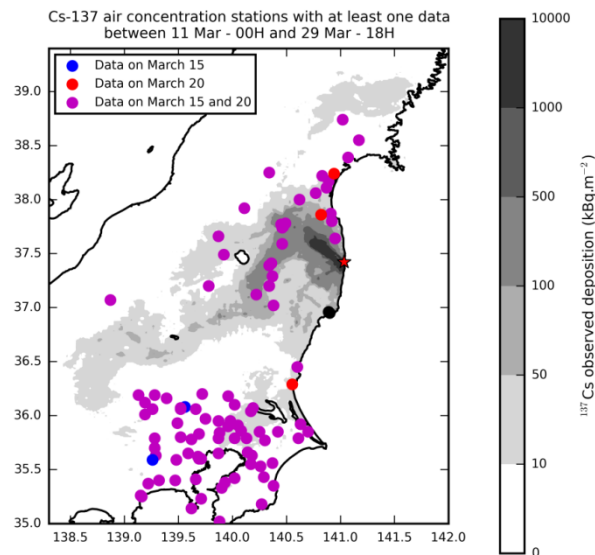 Cs-137 air concentration stations with at least one data
between 11 Mar - 00H and 29 Mar - 18H
Data on March 15
Data on March 20
Data on March 15 and 20
39.0
38.5
38.0
37.5
37.0
36.5
36.0
35.5
35.0
138.5 139.0 139.5 140.0 140.5 141.0 141.5 142.0
10000
1000
500
100
50
10
0
137Cs observed deposition (kBq.m−2)